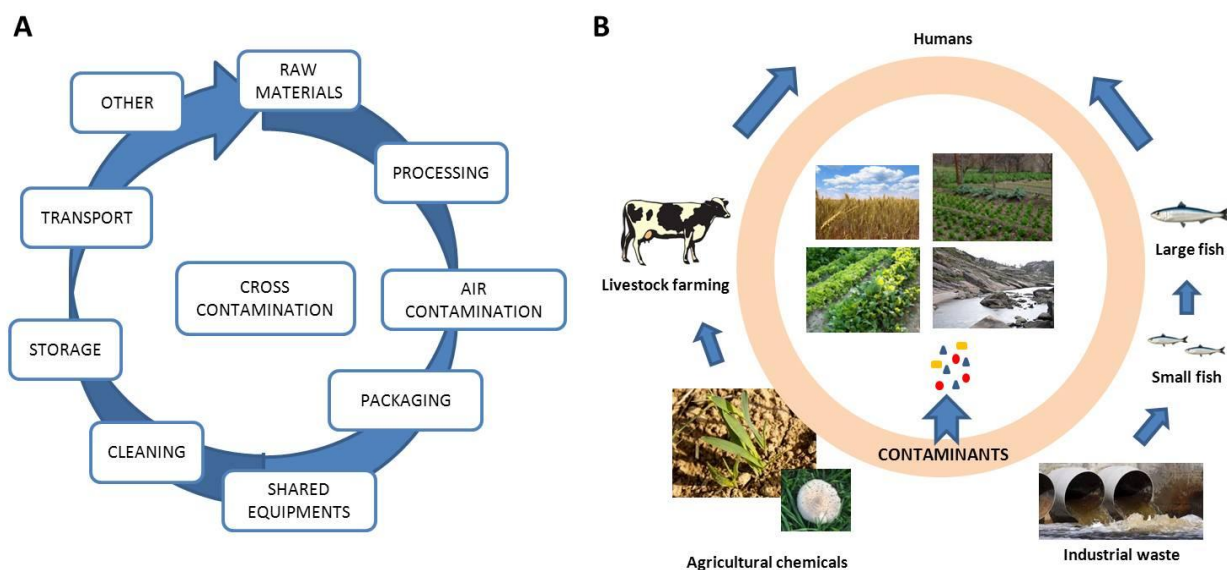 A
RAW
MATERIALS
OTHER
PROCESSING
TRANSPORT
CROSS
CONTAMINATION
AIR
CONTAMINATION
STORAGE
PACKAGING
CLEANING
SHARED
EQUIPMENTS
B
Humans
Livestock farming
Large fish
Small fish
CONTAMINANTS
Agricultural chemicals
Industrial waste